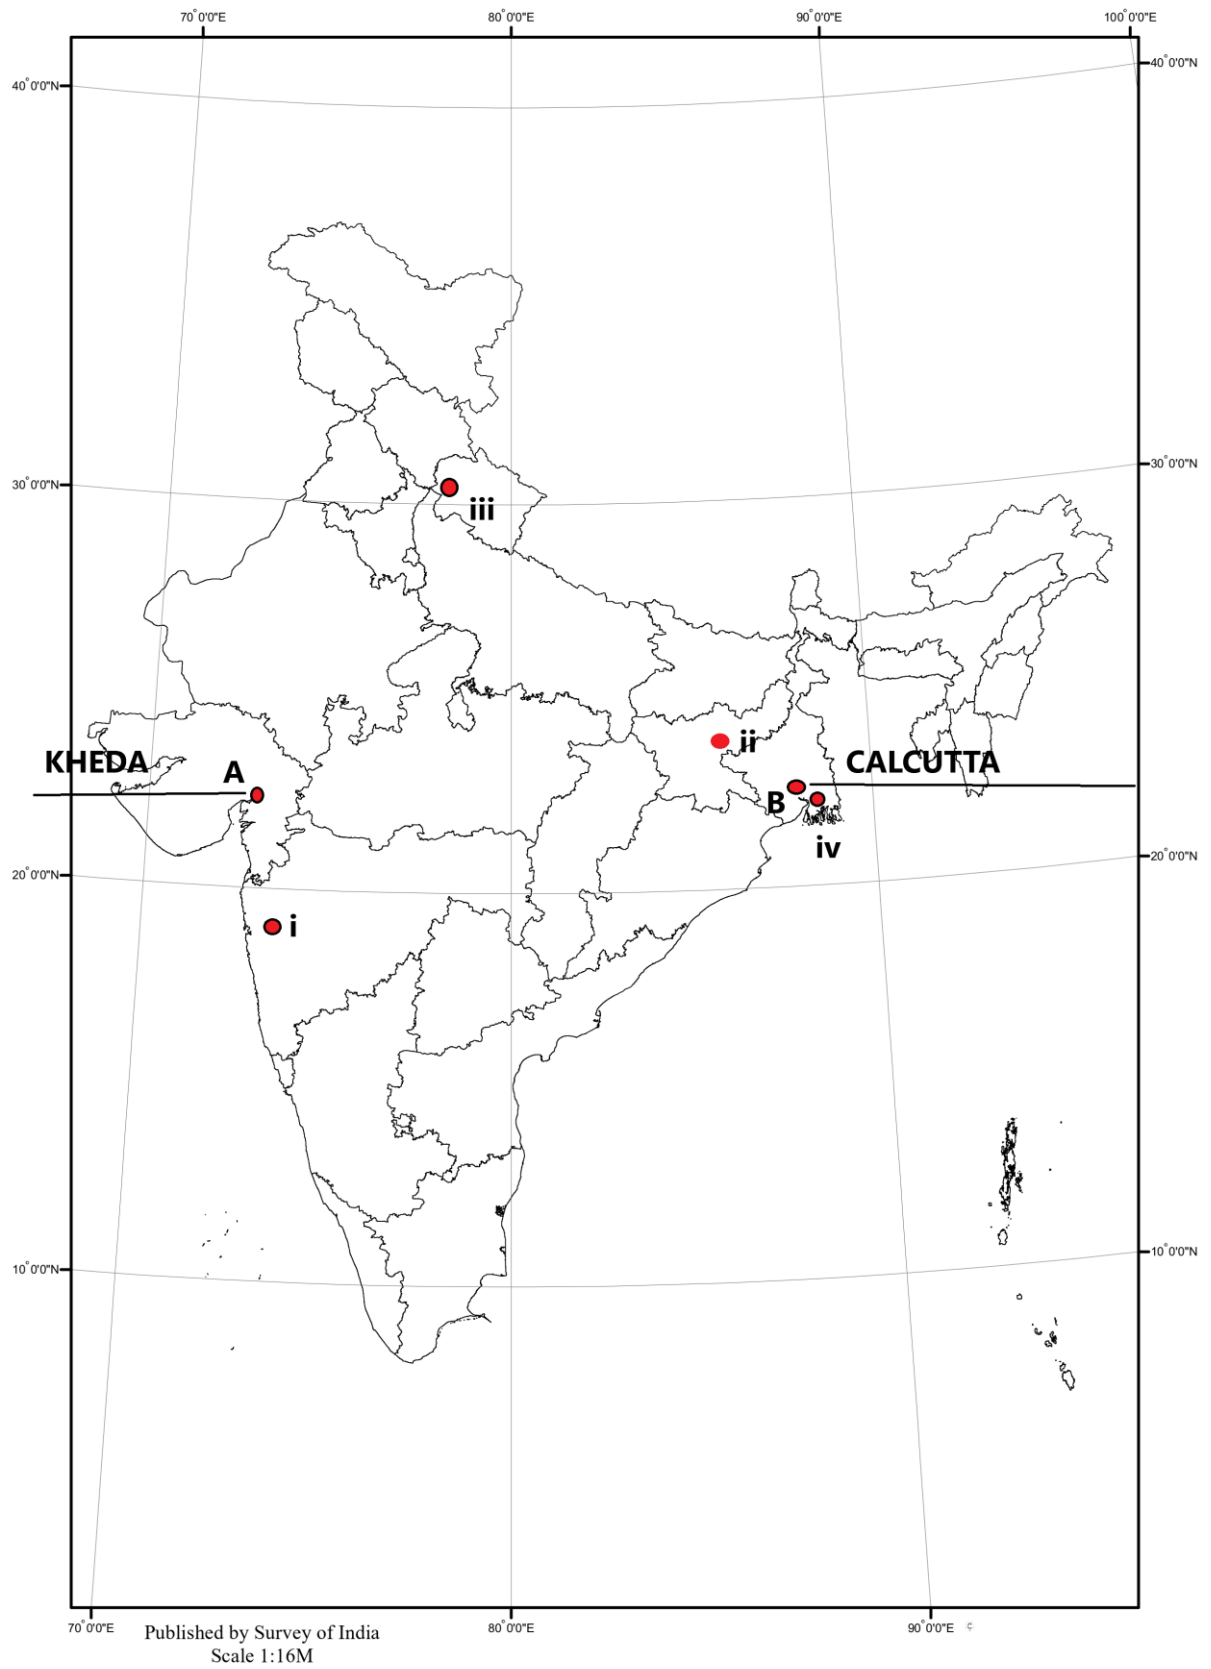 70°0'0"E 80°0'0"E 90°0'0"E 100°0'0"E
40°0'0"N 40°0'0"N
30°0'0"N 30°0'0"N
iii
ii
KHEDA A CALCUTTA
B
iv
20°0'0"N 20°0'0"N
i
10°0'0"N 10°0'0"N
70°0'0"E 80°0'0"E 90°0'0"E
Published by Survey of India
Scale 1:16M